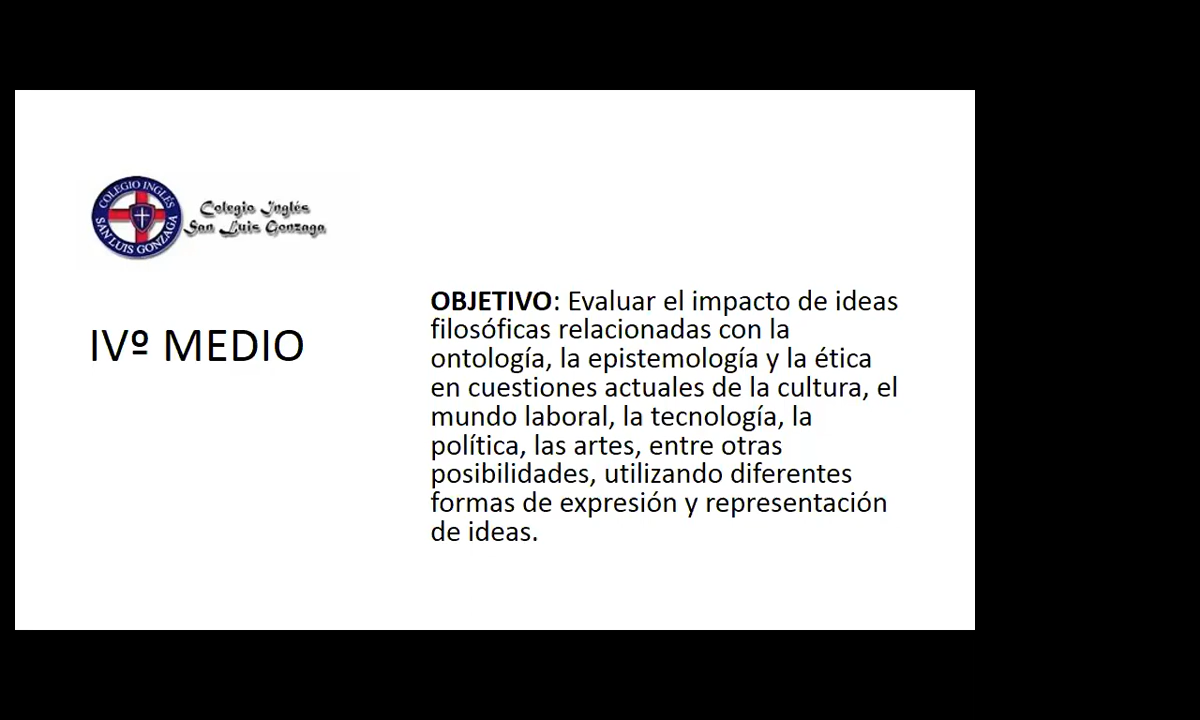 COLEGIO INGLÉS
SAN LUIS GONZAGA
Colegio Inglés
San Luis Gonzaga
IVº MEDIO
OBJETIVO: Evaluar el impacto de ideas
filosóficas relacionadas con la
ontología, la epistemología y la ética
en cuestiones actuales de la cultura, el
mundo laboral, la tecnología, la
política, las artes, entre otras
posibilidades, utilizando diferentes
formas de expresión y representación
de ideas.